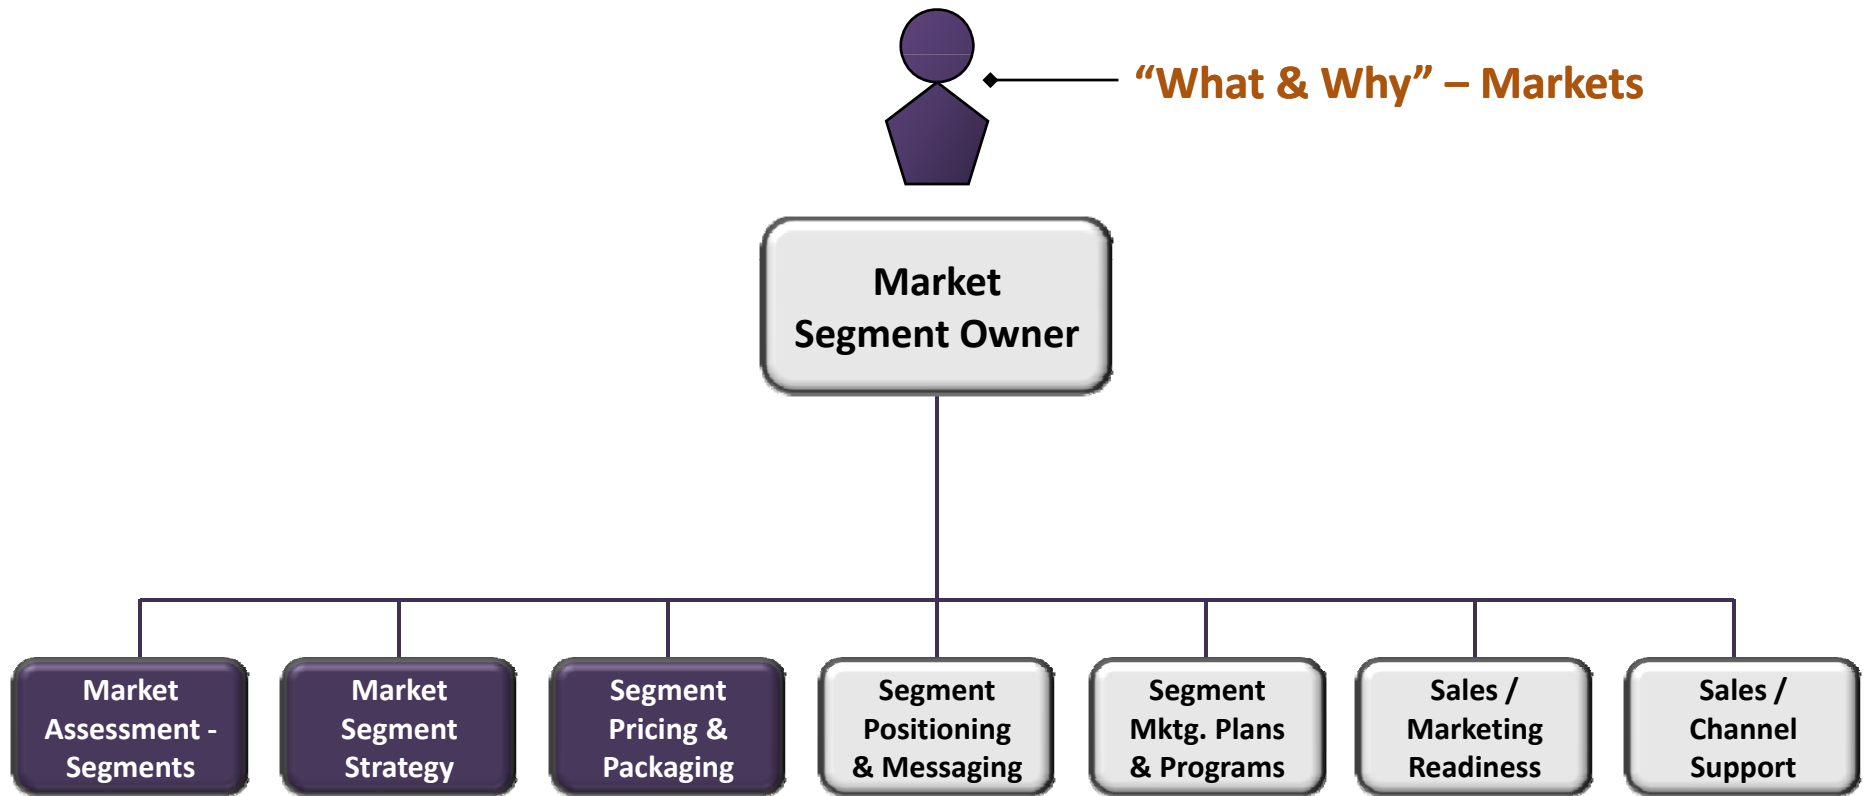 “What & Why” – Markets
Market
Segment Owner
Market
Assessment -
Segments
Market
Segment
Strategy
Segment
Pricing &
Packaging
Segment
Positioning
& Messaging
Segment
Mktg. Plans
& Programs
Sales /
Marketing
Readiness
Sales /
Channel
Support